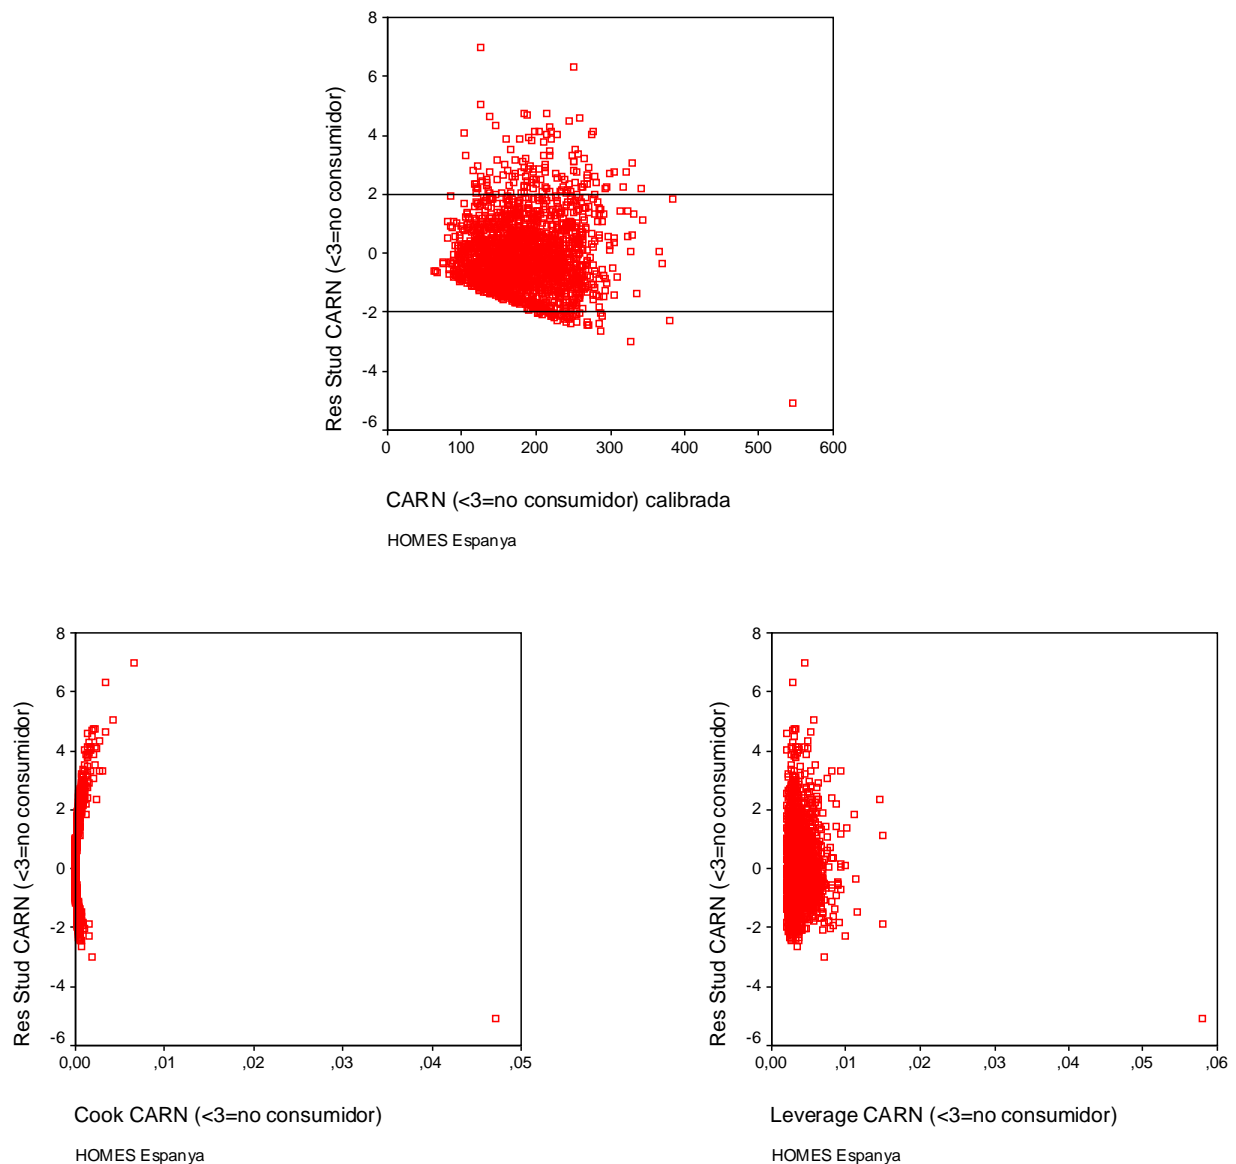 8
6
4
2
0
-2
-4
-6
Res Stud CARN (<3=no consumidor)
0 100 200 300 400 500 600
CARN (<3=no consumidor) calibrada
HOMES Espanya
8
6
4
2
0
-2
-4
-6
Res Stud CARN (<3=no consumidor)
0,00 ,01 ,02 ,03 ,04 ,05
Cook CARN (<3=no consumidor)
HOMES Espanya
8
6
4
2
0
-2
-4
-6
Res Stud CARN (<3=no consumidor)
0,00 ,01 ,02 ,03 ,04 ,05 ,06
Leverage CARN (<3=no consumidor)
HOMES Espanya